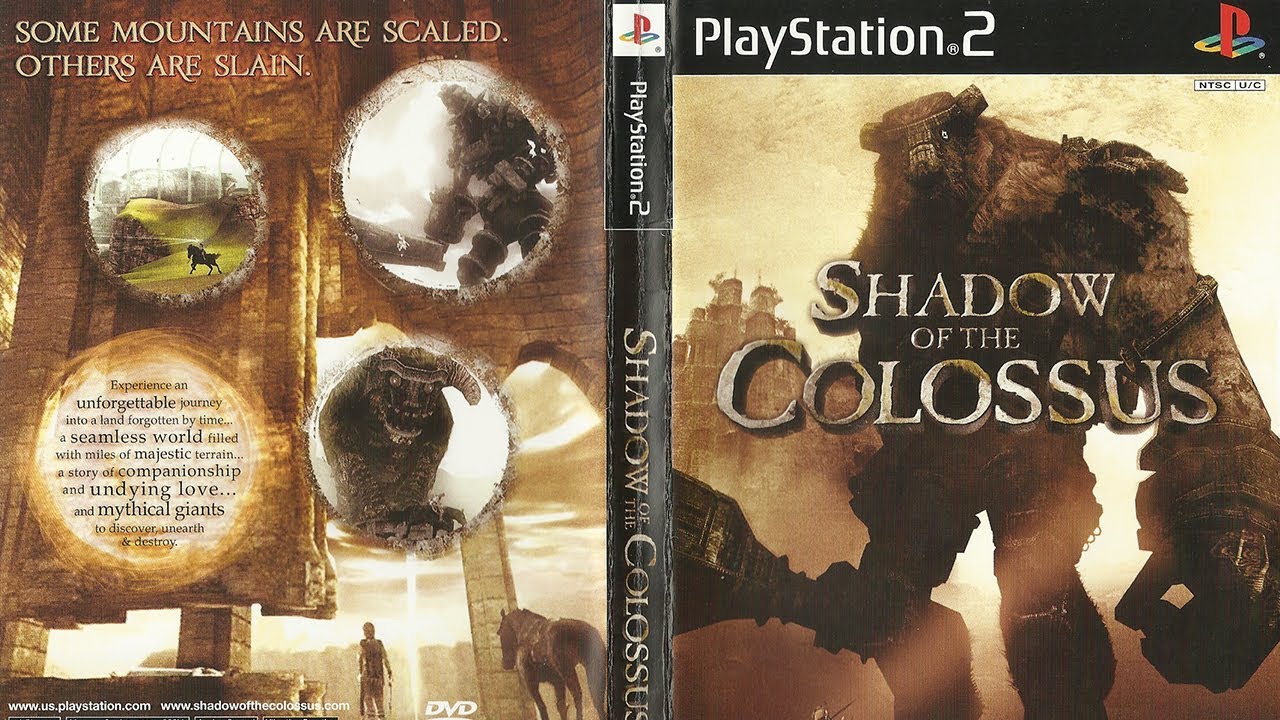 SOME MOUNTAINS ARE SCALED.
OTHERS ARE SLAIN.
Experience an
unforgettable journey
into a land forgotten by time...
a seamless world filled
with miles of majestic terrain...
a story of companionship
and undying love...
and mythical giants
to discover, unearth
& destroy.
www.us.playstation.com www.shadowofthecolossus.com
DVD
PlayStation®2
SHADOW OF THE COLOSSUS
PlayStation®2
NTSC U/C
SHADOW
OF THE
COLOSSUS